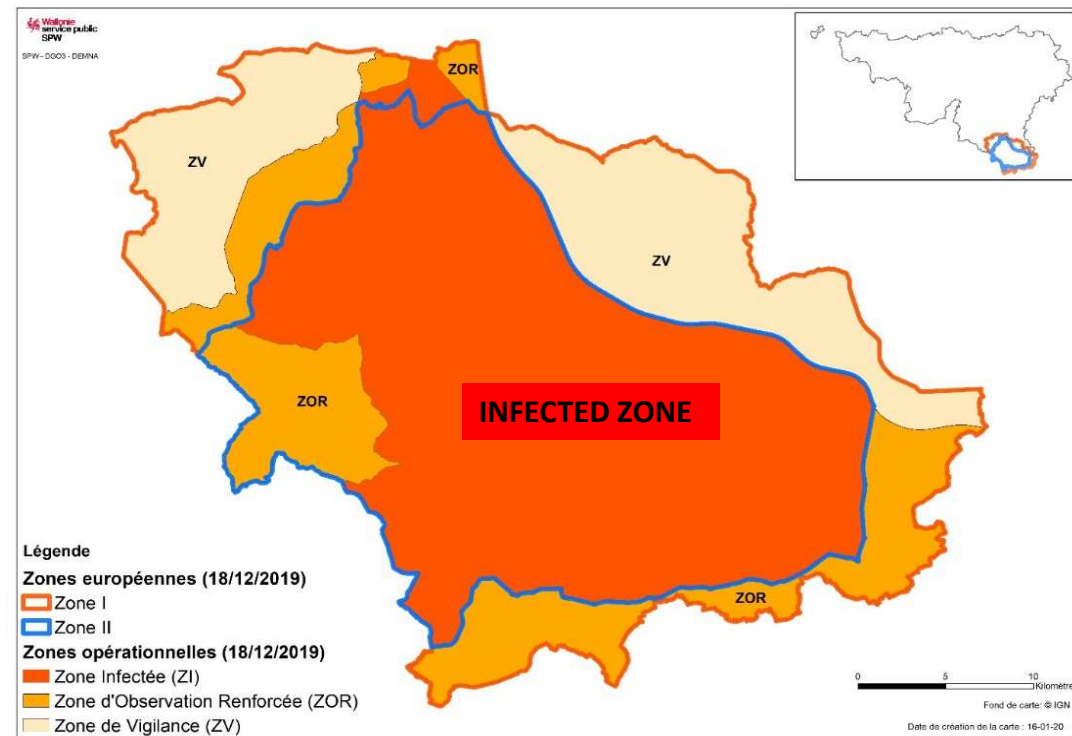 Wallonie
service public
SPW
SPW - DGO3 - DEMNA
ZOR
ZV
ZV
ZOR
INFECTED ZONE
ZOR
Légende
Zones européennes (18/12/2019)
Zone I
Zone II
Zones opérationnelles (18/12/2019)
Zone Infectée (ZI)
Zone d'Observation Renforcée (ZOR)
Zone de Vigilance (ZV)
0 5 10
Kilomètre
Fond de carte: © IGN
Date de création de la carte : 16-01-20